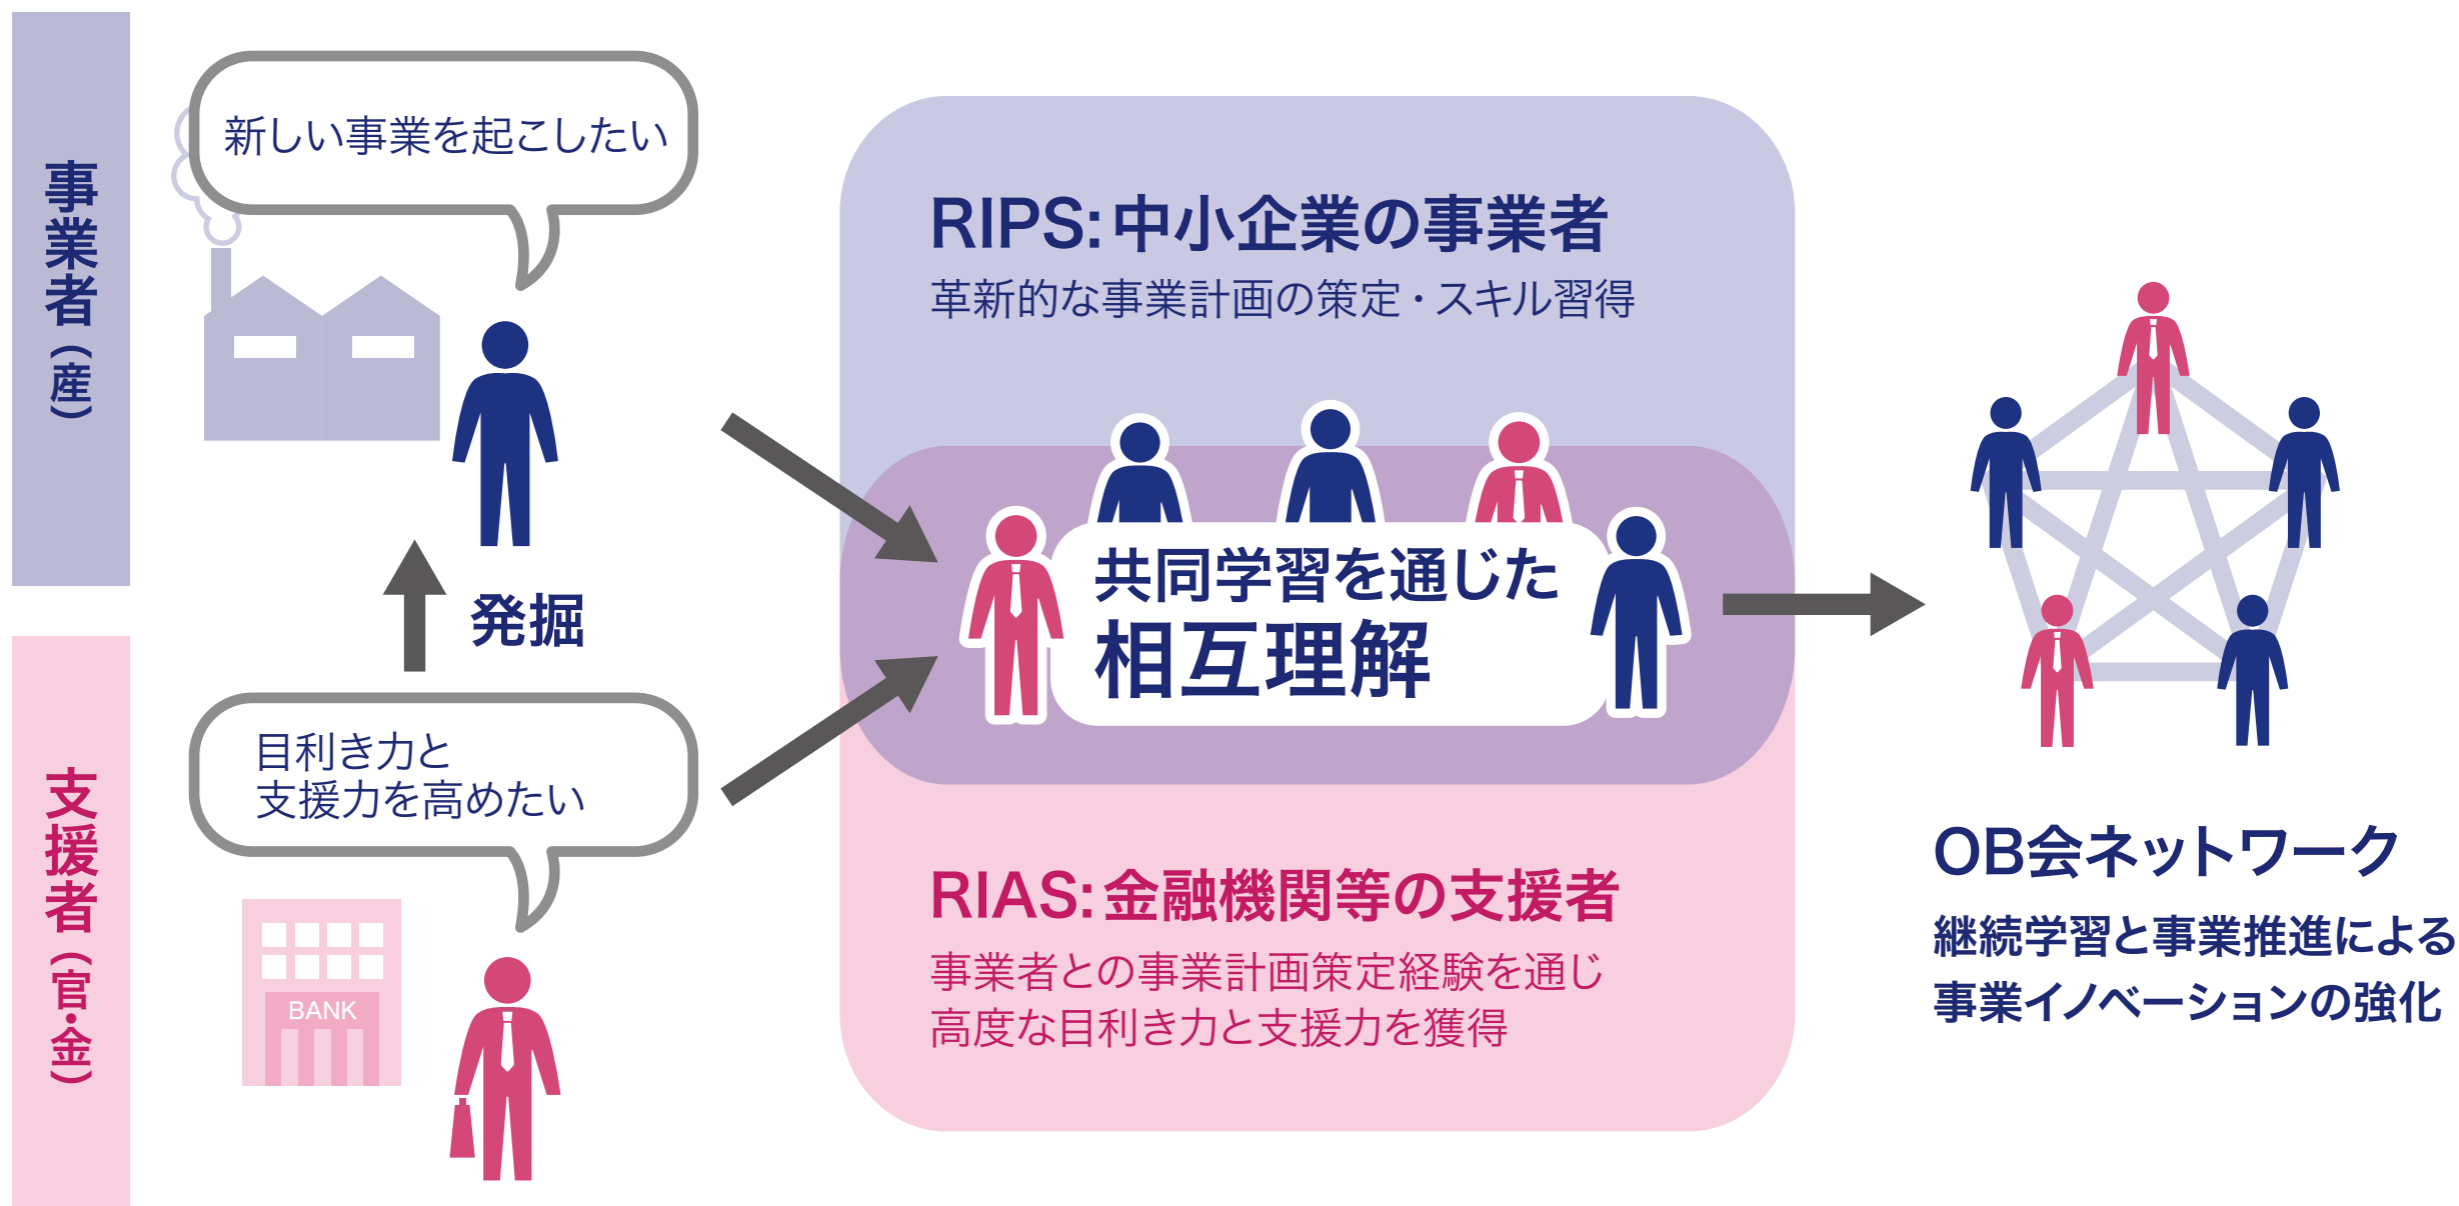 事業者（産）
新しい事業を起こしたい
発掘
支援者（官・金）
目利き力と
支援力を高めたい
BANK
RIPS:中小企業の事業者
革新的な事業計画の策定・スキル習得
共同学習を通じた
相互理解
RIAS:金融機関等の支援者
事業者との事業計画策定経験を通じ
高度な目利き力と支援力を獲得
OB会ネットワーク
継続学習と事業推進による
事業イノベーションの強化